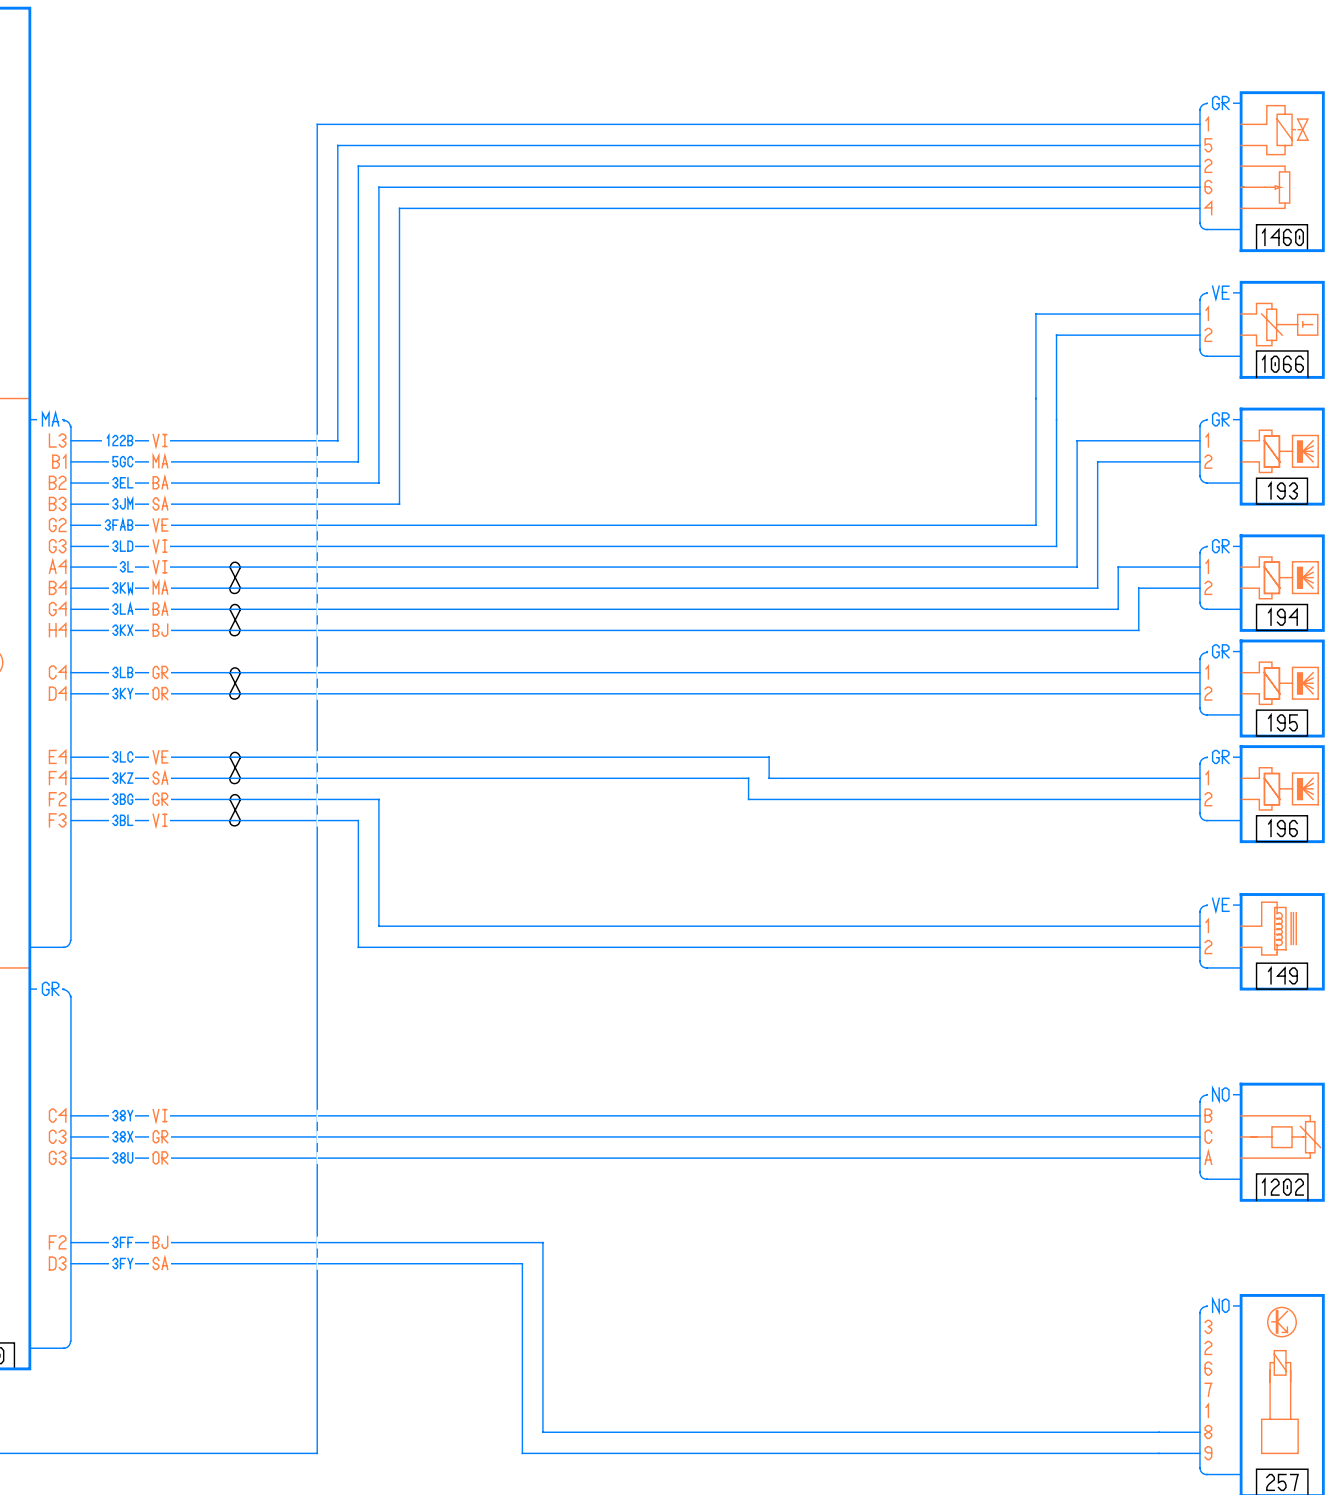 GR
1
5
2
6
4
1460
VE
1
2
1066
MA GR
L3 122B VI 1
B1 5GC MA 2
B2 3EL BA
B3 3JM SA 193
G2 3FAB VE
G3 3LD VI GR
A4 3L VI 1
B4 3KW MA 2
G4 3LA BA
H4 3KX BJ 194
GR
C4 3LB GR 1
D4 3KY OR 2
195
E4 3LC VE GR
F4 3KZ SA 1
F2 3BG GR 2
F3 3BL VI
196
VE
1
2
149
GR
NO
C4 38Y VI B
C3 38X GR C
G3 38U OR A
1202
F2 3FF BJ
D3 3FY SA
NO
3
2
6
7
1
8
9
257